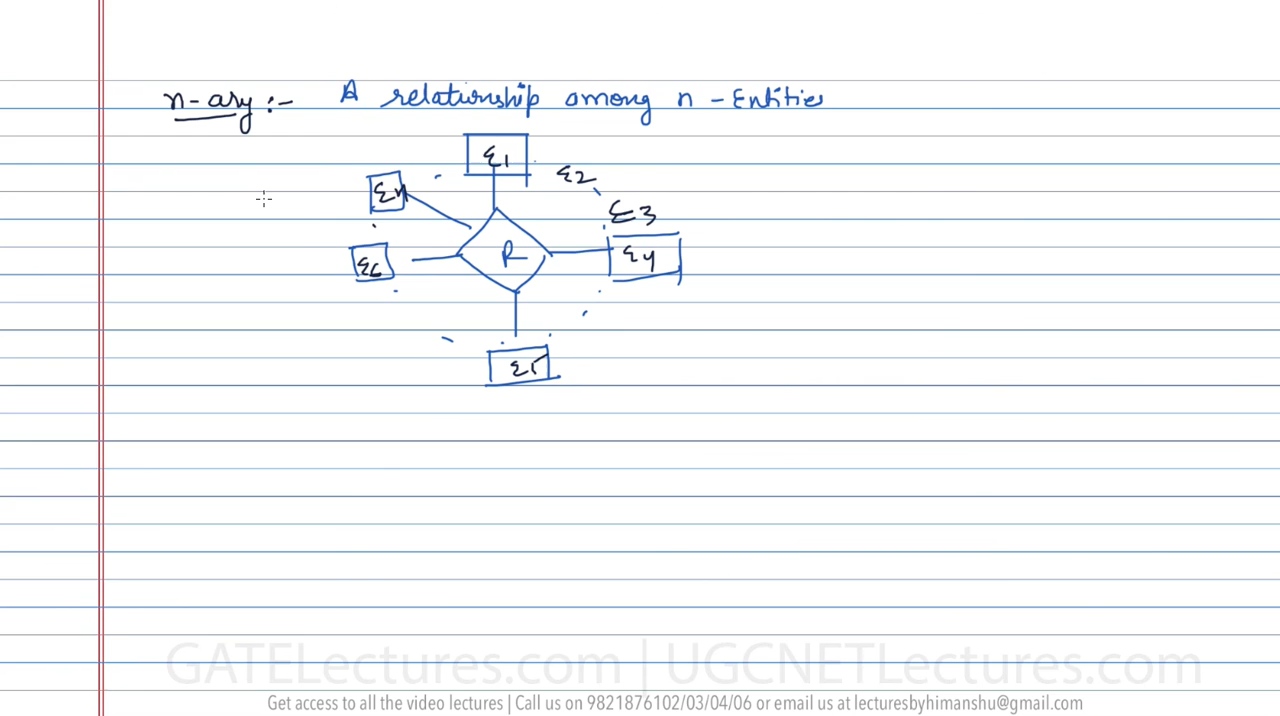 n-ary :- A relationship among n-Entities
E1
E2
En
E3
R
E4
E6
E5
GATELectures.com | UGCNETLectures.com
Get access to all the video lectures | Call us on 9821876102/03/04/06 or email us at lecturesbyhimanshu@gmail.com